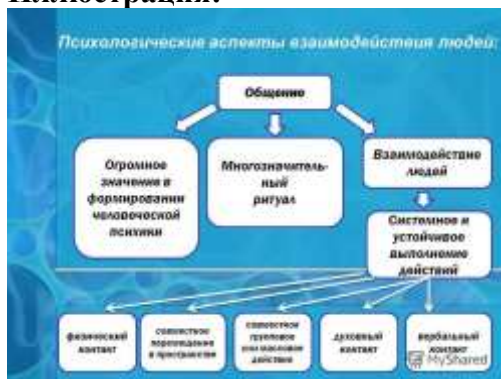 Иллюстрация:
Психологические аспекты взаимодействия людей:
Общение
Огромное
значение в
формировании
человеческой
психики
Многозначитель-
ный
ритуал
Взаимодействие
людей
Системное и
устойчивое
выполнение
действий
физический
контакт
совместное
перемещение
в пространстве
совместное
групповое
или массовое
действие
духовный
контакт
вербальный
контакт
MyShared